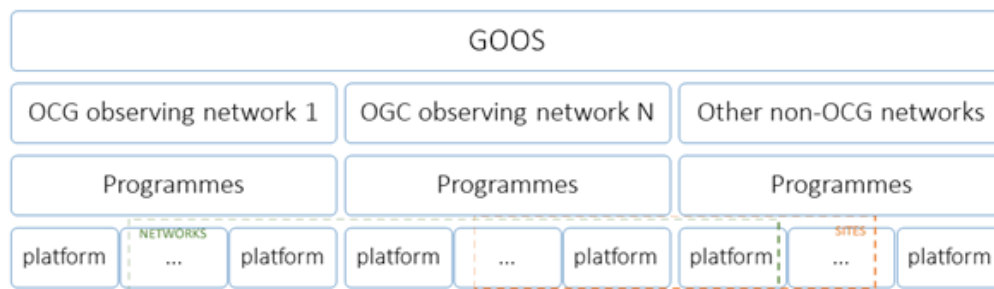 GOOS
OCG observing network 1 OGC observing network N Other non-OCG networks
Programmes Programmes Programmes
NETWORKS SITES
platform ... platform platform ... platform platform ... platform